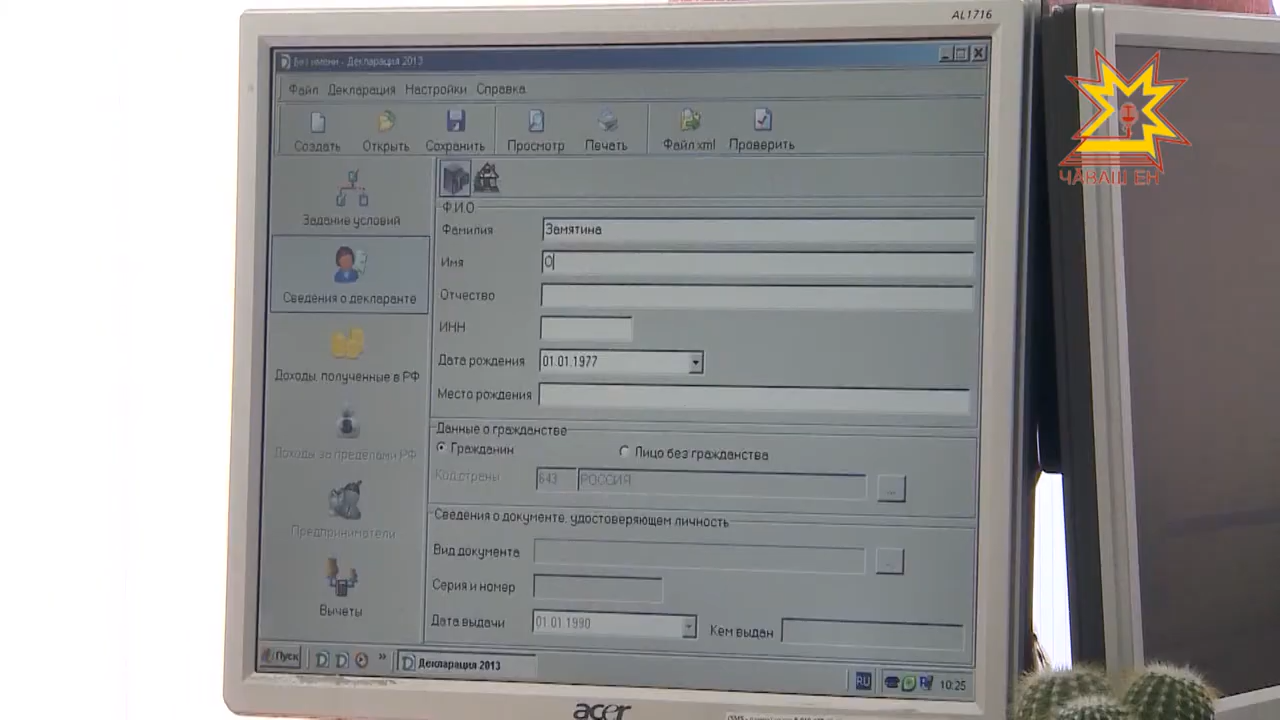 AL1716
Без имени - Декларация 2013
Файл Декларация Настройки Справка
Создать Открыть Сохранить Просмотр Печать Файл xml Проверить
ЧĂВАШ ЕН
Задание условий
Сведения о декларанте
Доходы, полученные в РФ
Доходы за пределами РФ
Предприниматели
Вычеты
Ф.И.О
Фамилия Замятина
Имя О
Отчество
ИНН
Дата рождения 01.01.1977
Место рождения
Данные о гражданстве
Гражданин Лицо без гражданства
Код страны 643 РОССИЯ ...
Сведения о документе, удостоверяющем личность
Вид документа ...
Серия и номер
Дата выдачи 01.01.1990 Кем выдан
Пуск » Декларация 2013 RU 10:25
acer